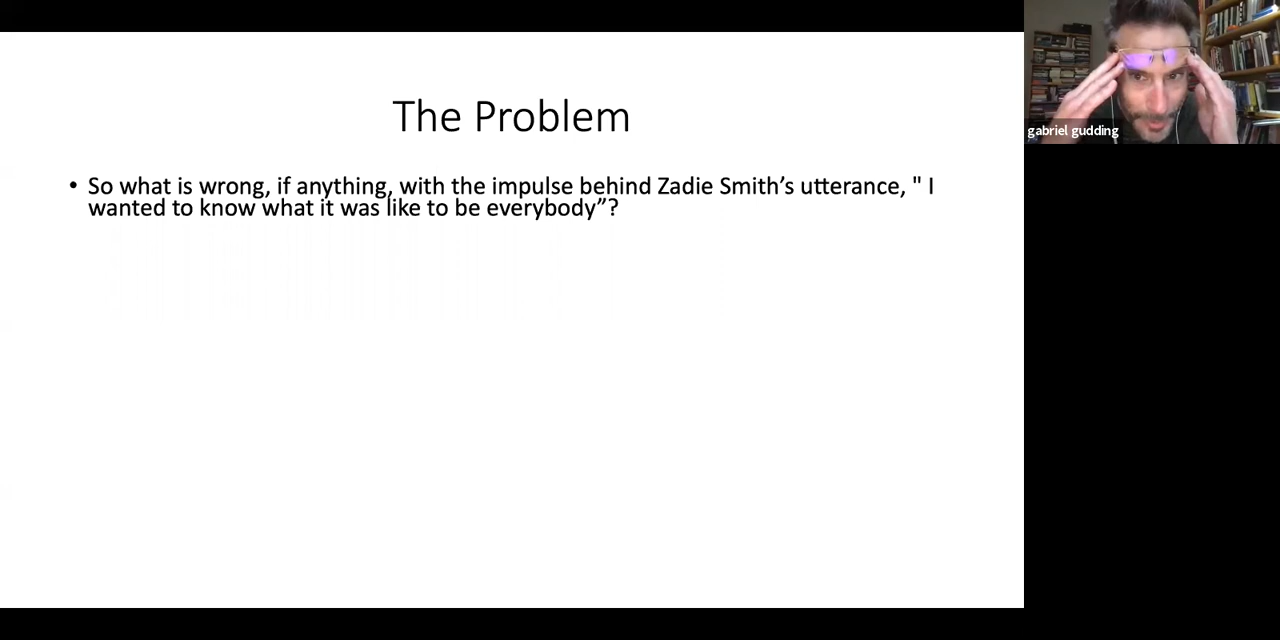 The Problem
• So what is wrong, if anything, with the impulse behind Zadie Smith’s utterance, " I
wanted to know what it was like to be everybody”?
gabriel gudding